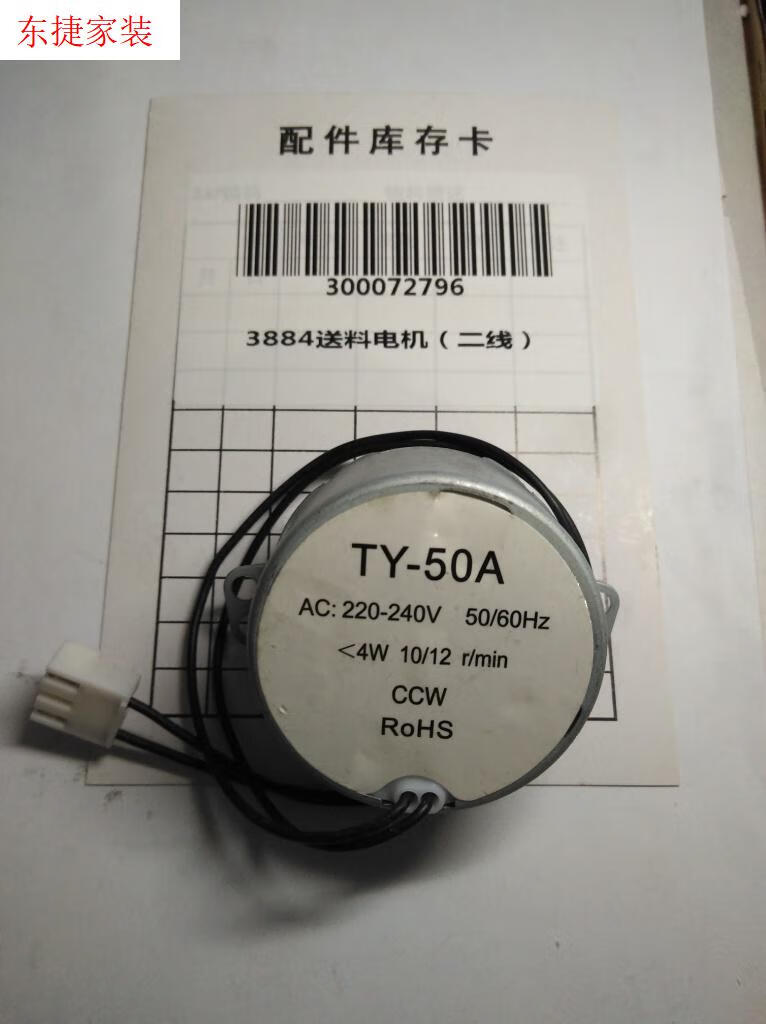 东捷家装
配件库存卡
300072796
3884送料电机（二线）
TY-50A
AC: 220-240V 50/60Hz
<4W 10/12 r/min
CCW
RoHS